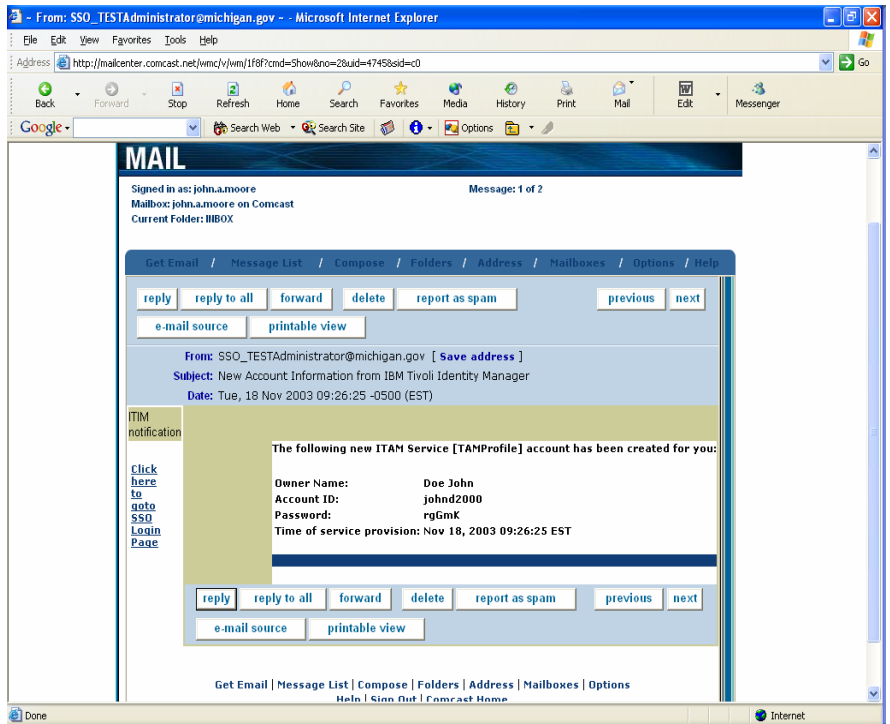 ~ From: SSO_TESTAdministrator@michigan.gov ~ - Microsoft Internet Explorer
File Edit View Favorites Tools Help
Address http://mailcenter.comcast.net/wmc/v/wm/1f8f?cmd=Show&no=2&uid=4745&sid=c0 Go
Back Forward Stop Refresh Home Search Favorites Media History Print Mail Edit Messenger
Google Search Web Search Site Options
MAIL
Signed in as: john.a.moore Message: 1 of 2
Mailbox: john.a.moore on Comcast
Current Folder: INBOX
Get Email / Message List / Compose / Folders / Address / Mailboxes / Options / Help
reply reply to all forward delete report as spam previous next
e-mail source printable view
From: SSO_TESTAdministrator@michigan.gov [ Save address ]
Subject: New Account Information from IBM Tivoli Identity Manager
Date: Tue, 18 Nov 2003 09:26:25 -0500 (EST)
ITIM
notification
The following new ITAM Service [TAMProfile] account has been created for you:
Click
here
to
goto
SSO
Login
Page
Owner Name: Doe John
Account ID: johnd2000
Password: rgGmK
Time of service provision: Nov 18, 2003 09:26:25 EST
reply reply to all forward delete report as spam previous next
e-mail source printable view
Get Email | Message List | Compose | Folders | Address | Mailboxes | Options
Help | Sign Out | Comcast Home
Done Internet